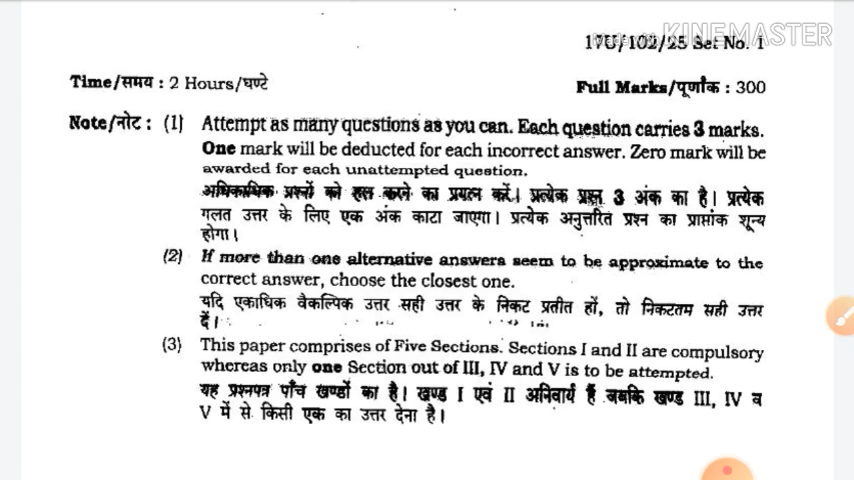 KINEMASTER
17U/102/25 Set No. 1
Time/समय : 2 Hours/घण्टे Full Marks/पूर्णांक : 300
Note/नोट : (1) Attempt as many questions as you can. Each question carries 3 marks.
One mark will be deducted for each incorrect answer. Zero mark will be
awarded for each unattempted question.
अधिकाधिक प्रश्नों को हल करने का प्रयत्न करें। प्रत्येक प्रश्न 3 अंक का है। प्रत्येक
गलत उत्तर के लिए एक अंक काटा जाएगा। प्रत्येक अनुत्तरित प्रश्न का प्राप्तांक शून्य
होगा।
(2) If more than one alternative answers seem to be approximate to the
correct answer, choose the closest one.
यदि एकाधिक वैकल्पिक उत्तर सही उत्तर के निकट प्रतीत हों, तो निकटतम सही उत्तर
दें।
(3) This paper comprises of Five Sections. Sections I and II are compulsory
whereas only one Section out of III, IV and V is to be attempted.
यह प्रश्नपत्र पाँच खण्डों का है। खण्ड I एवं II अनिवार्य हैं जबकि खण्ड III, IV व
V में से किसी एक का उत्तर देना है।